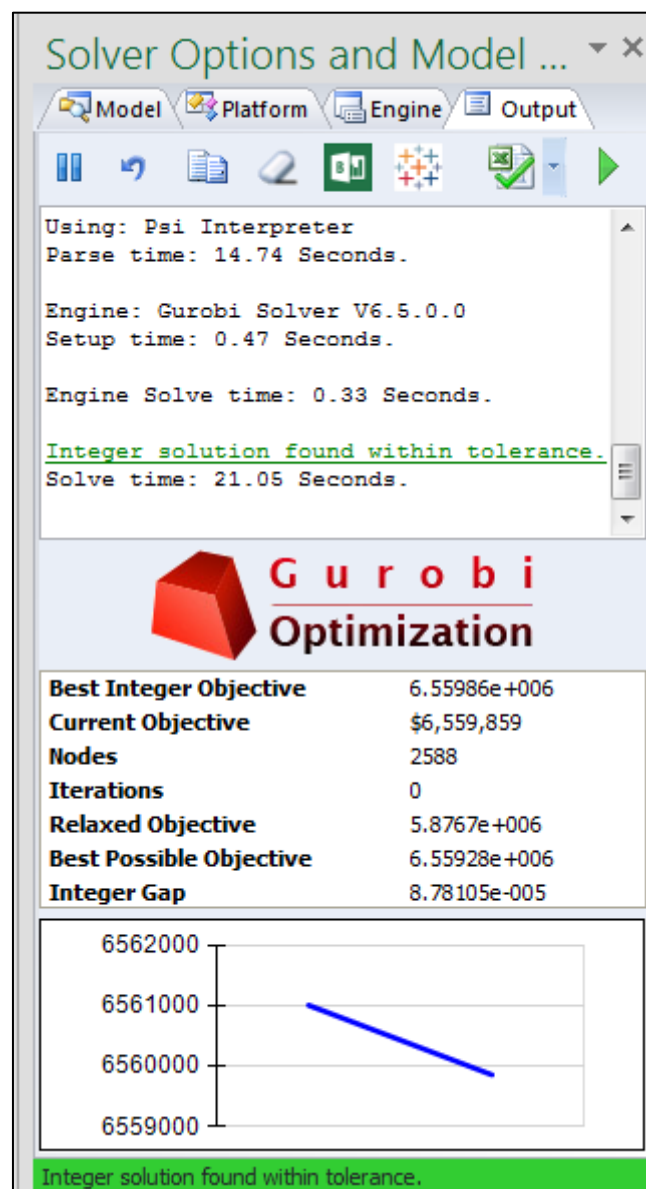 Solver Options and Model ...
Model Platform Engine Output
Using: Psi Interpreter
Parse time: 14.74 Seconds.
Engine: Gurobi Solver V6.5.0.0
Setup time: 0.47 Seconds.
Engine Solve time: 0.33 Seconds.
Integer solution found within tolerance.
Solve time: 21.05 Seconds.
Gurobi
Optimization
Best Integer Objective 6.55986e+006
Current Objective $6,559,859
Nodes 2588
Iterations 0
Relaxed Objective 5.8767e+006
Best Possible Objective 6.55928e+006
Integer Gap 8.78105e-005
6562000
6561000
6560000
6559000
Integer solution found within tolerance.